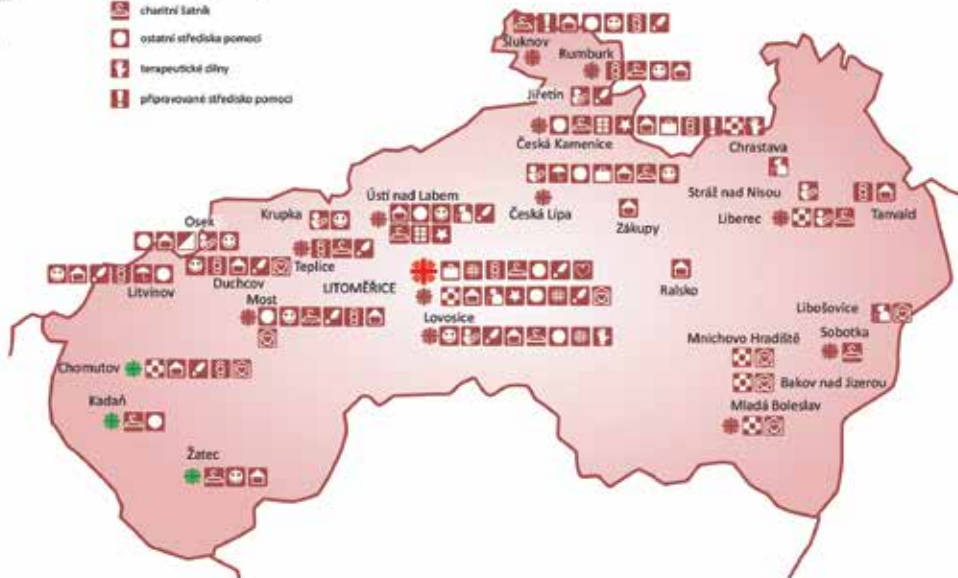 charitní šatník
ostatní střediska pomoci
terapeutické dílny
připravované středisko pomoci
Šluknov
Rumburk
Jiřetín
Česká Kamenice
Chrastava
Ústí nad Labem
Stráž nad Nisou
Osek
Krupka
Česká Lípa
Zákupy
Liberec
Tanvald
Teplice
Litvínov
Duchcov
LITOMĚŘICE
Ralsko
Most
Lovosice
Libošovice
Mnichovo Hradiště
Sobotka
Chomutov
Bakov nad Jizerou
Kadaň
Mladá Boleslav
Žatec